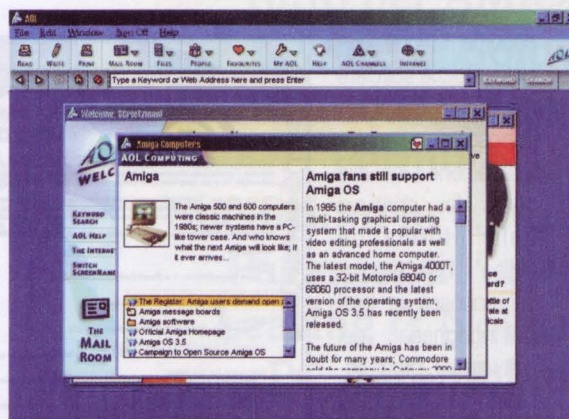 AOL
File Edit Window Sign Off Help
READ WRITE PRINT MAIL ROOM FILES PEOPLE FAVOURITES MY AOL HELP AOL CHANNELS INTERNET
Type a Keyword or Web Address here and press Enter KEYWORD SEARCH
Welcome, Streetzmaml
Amiga Computers
AOL COMPUTING
Amiga
The Amiga 500 and 600 computers
were classic machines in the
1980s; newer systems have a PC-
like tower case. And who knows
what the next Amiga will look like; if
it ever arrives...
The Register: Amiga users demand open
Amiga message boards
Amiga software
Official Amiga Homepage
Amiga OS 3.5
Campaign to Open Source Amiga OS
Amiga fans still support
Amiga OS
In 1985 the Amiga computer had a
multi-tasking graphical operating
system that made it popular with
video editing professionals as well
as an advanced home computer.
The latest model, the Amiga 4000T,
uses a 32-bit Motorola 68040 or
68060 processor and the latest
version of the operating system,
Amiga OS 3.5 has recently been
released.
The future of the Amiga has been in
doubt for many years; Commodore
sold the company to Gateway 2000
WELC
KEYWORD
SEARCH
AOL HELP
THE INTERNET
SWITCH
SCREENNAME
THE
MAIL
ROOM